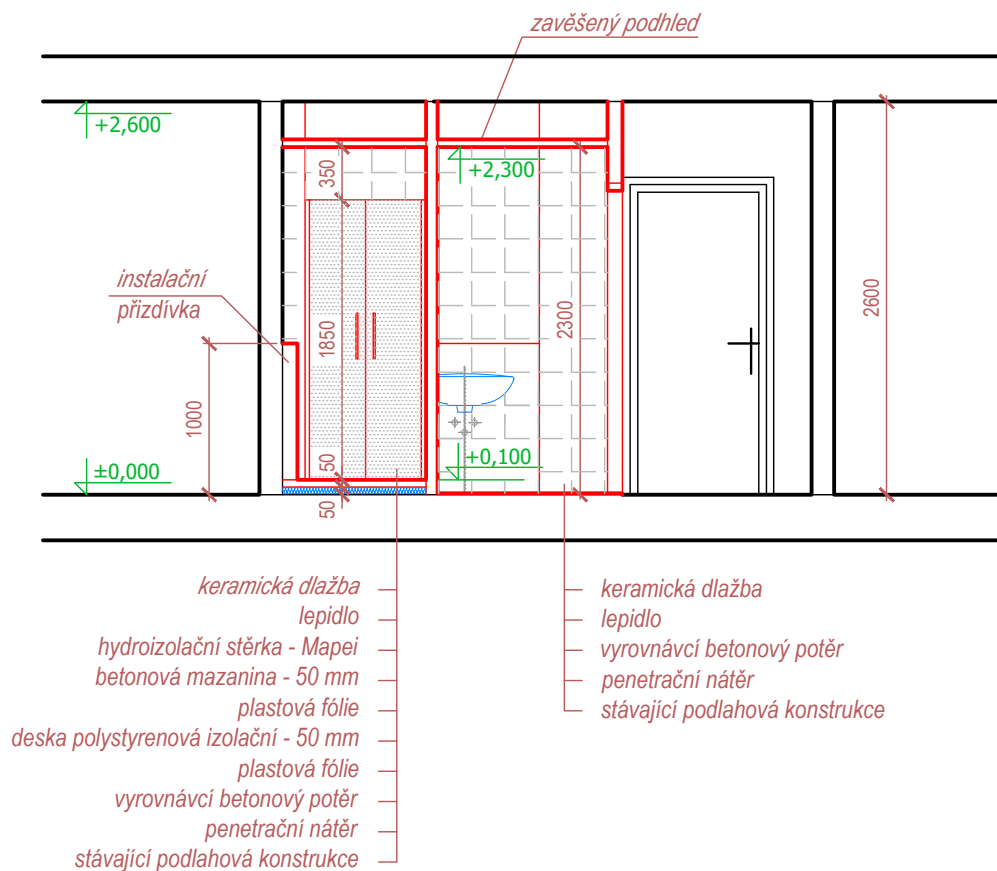 zavěšený podhled
+2,600
+2,300
350
instalační
přizdívka
1850
2300
2600
1000
50
+0,100
±0,000
50
keramická dlažba
lepidlo
hydroizolační stěrka - Mapei
betonová mazanina - 50 mm
plastová fólie
deska polystyrenová izolační - 50 mm
plastová fólie
vyrovnávcí betonový potěr
penetrační nátěr
stávající podlahová konstrukce
keramická dlažba
lepidlo
vyrovnávcí betonový potěr
penetrační nátěr
stávající podlahová konstrukce